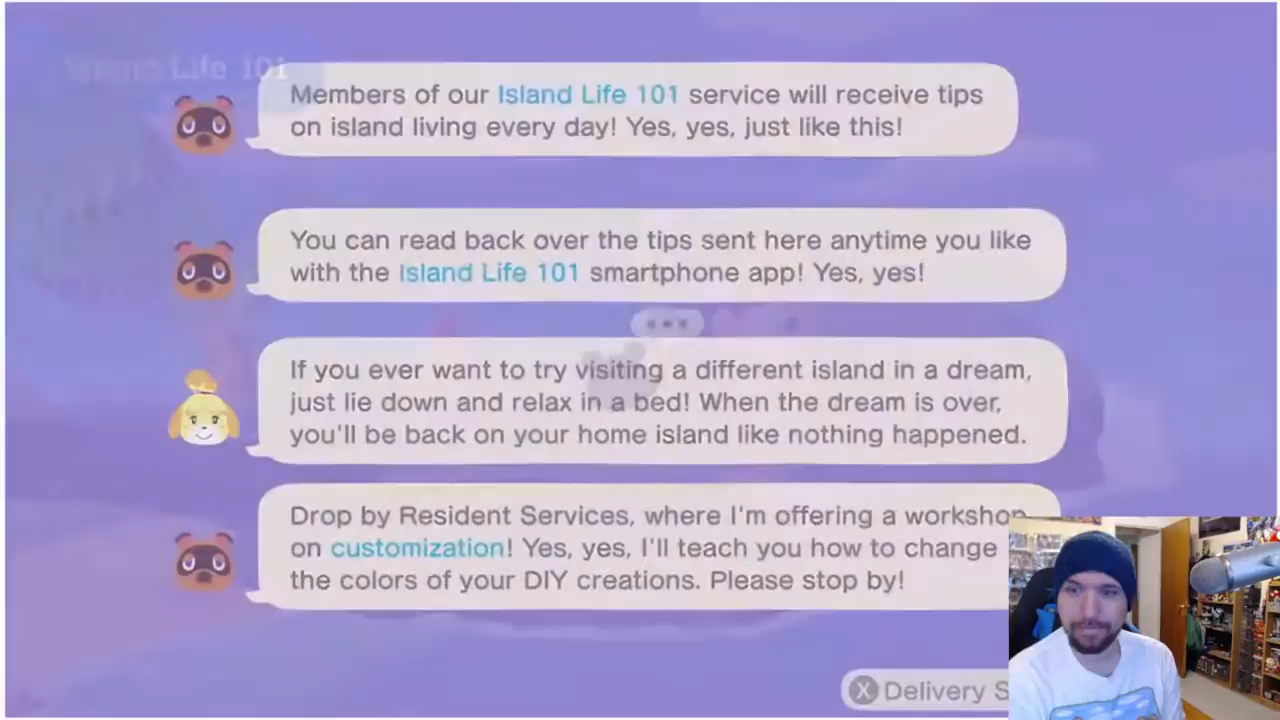 Island Life 101
Members of our Island Life 101 service will receive tips
on island living every day! Yes, yes, just like this!
You can read back over the tips sent here anytime you like
with the Island Life 101 smartphone app! Yes, yes!
If you ever want to try visiting a different island in a dream,
just lie down and relax in a bed! When the dream is over,
you'll be back on your home island like nothing happened.
Drop by Resident Services, where I'm offering a workshop
on customization! Yes, yes, I'll teach you how to change
the colors of your DIY creations. Please stop by!
X Delivery S